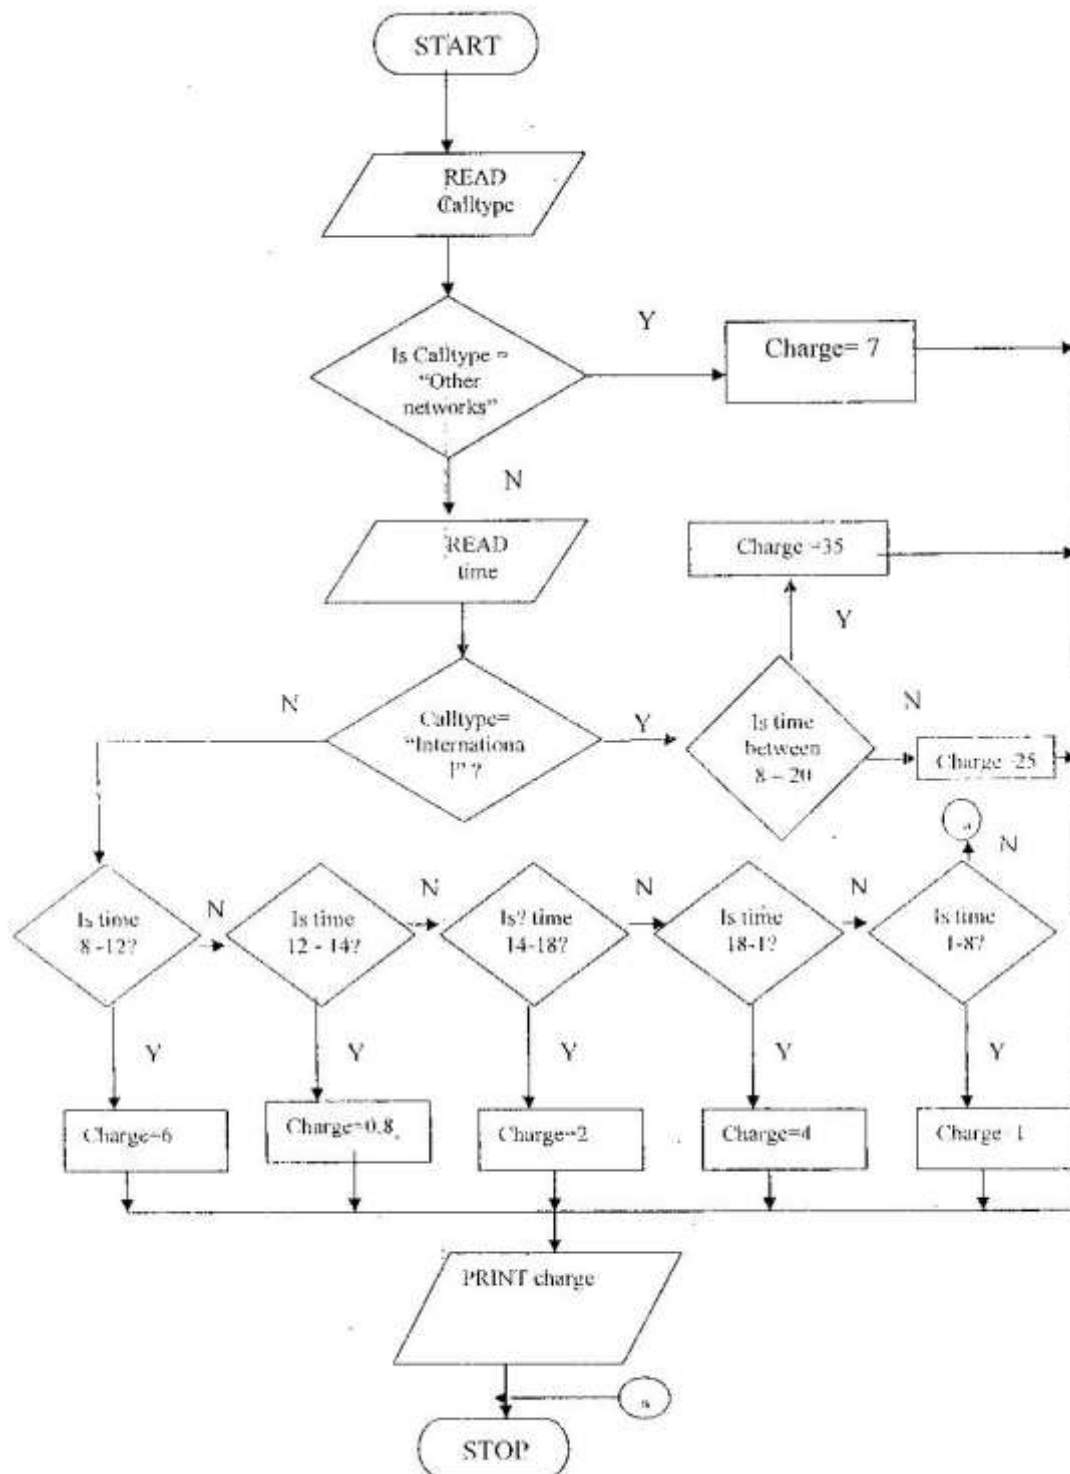 START
READ
Calltype
Is Calltype =
“Other
networks”
Y
Charge= 7
N
READ
time
Charge =35
Y
N
Calltype=
“Internationa
l” ?
Y
Is time
between
8 – 20
N
Charge =25
N
Is time
8 -12?
N
Is time
12 - 14?
N
Is? time
14-18?
N
Is time
18-1?
N
Is time
1-8?
Y
Y
Y
Y
Y
Charge=6
Charge=0.8
Charge=2
Charge=4
Charge=1
PRINT charge
STOP